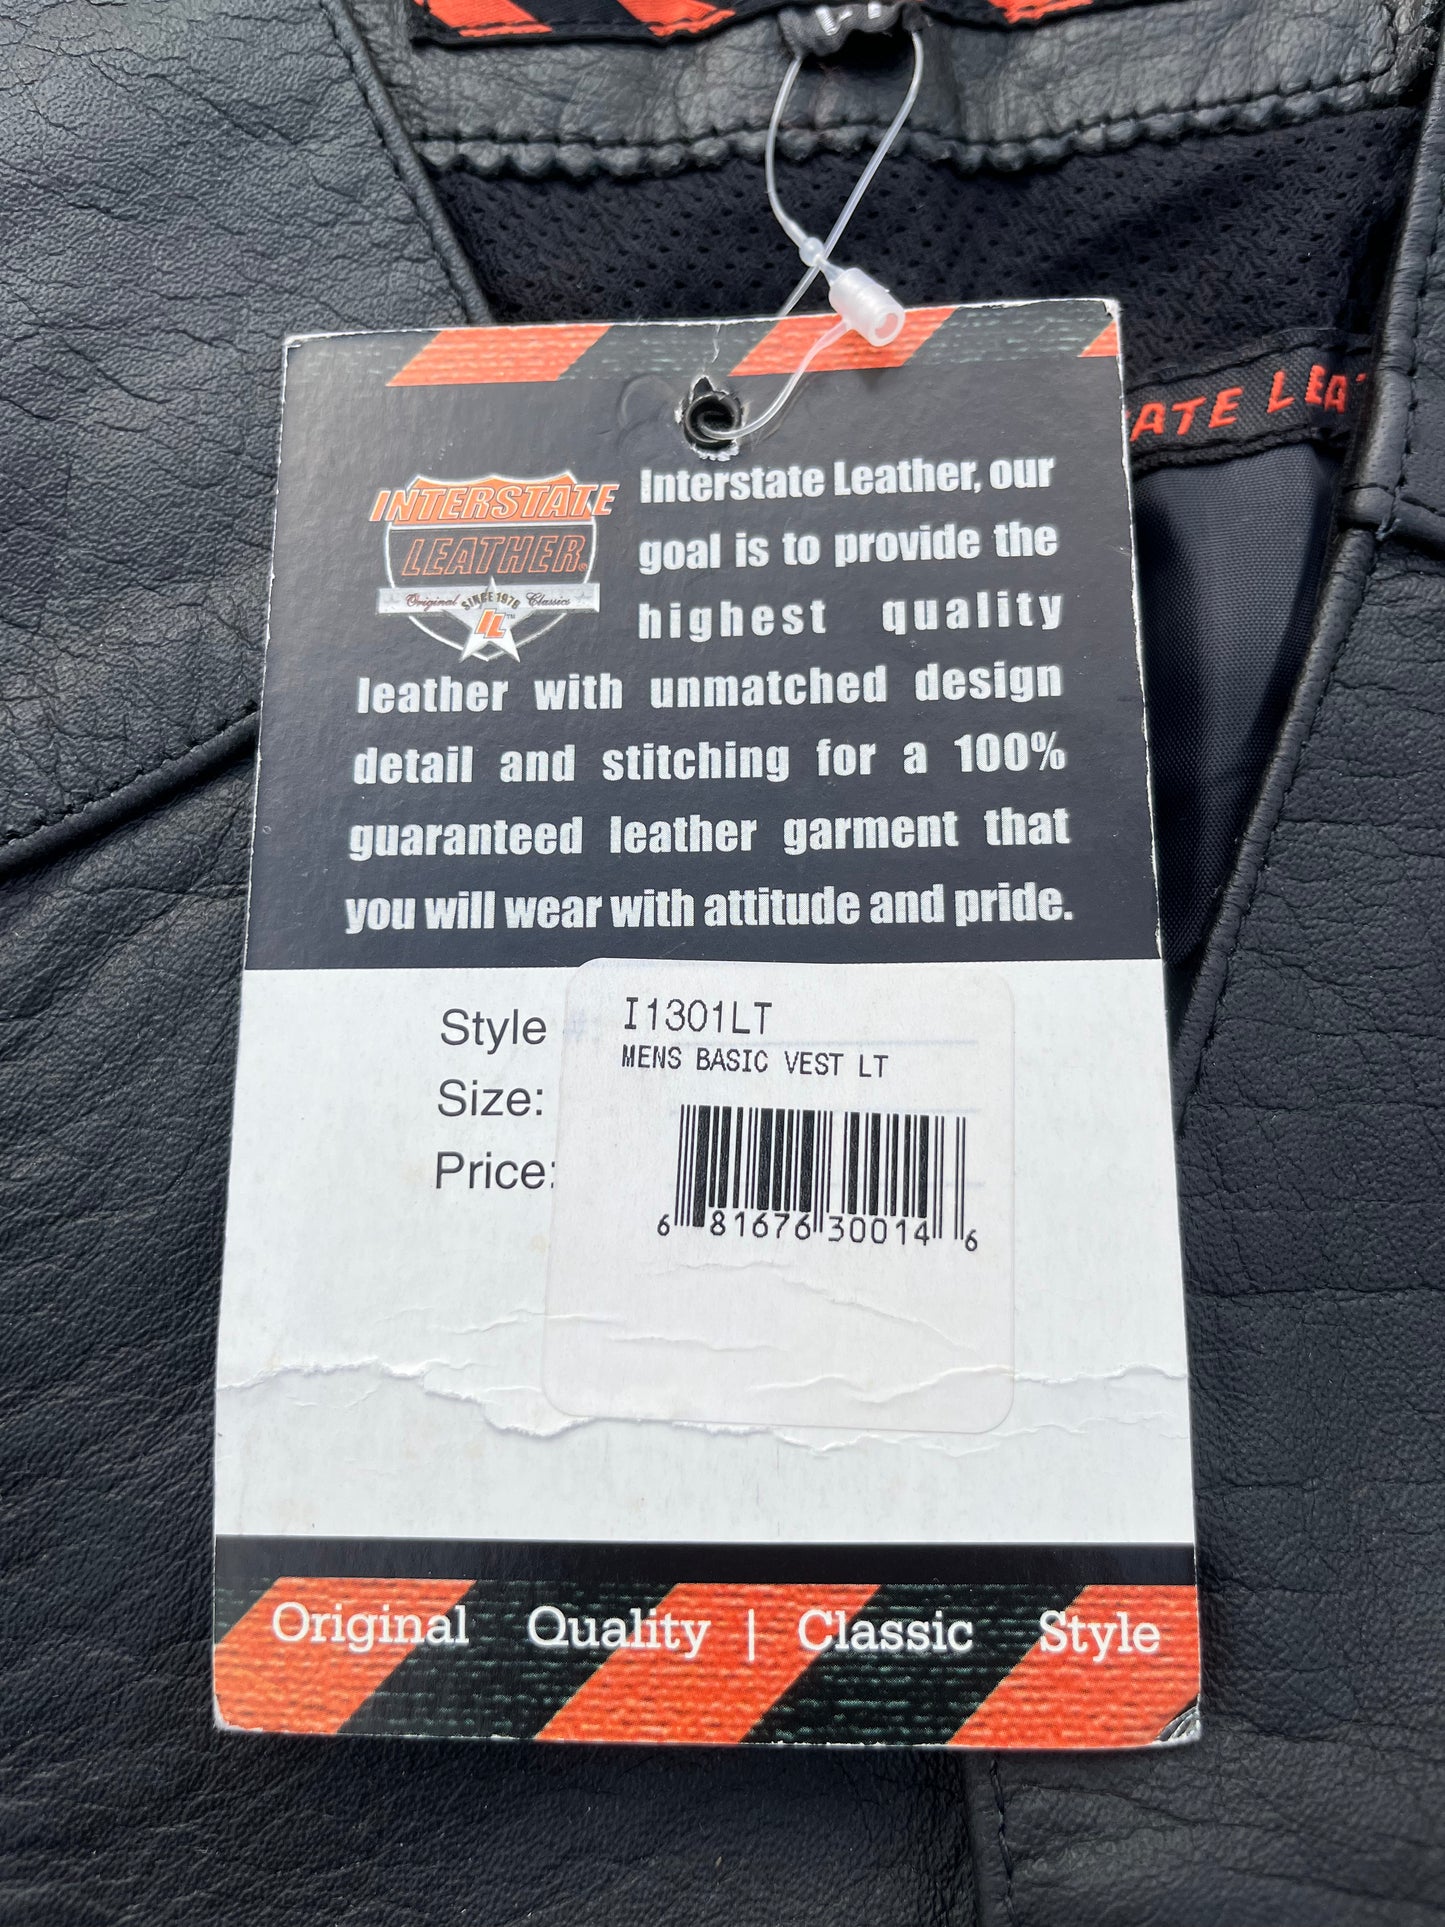 LT
ATE LEA
INTERSTATE
LEATHER®
Original SINCE 1976 Classics
IL™
Interstate Leather, our
goal is to provide the
highest quality
leather with unmatched design
detail and stitching for a 100%
guaranteed leather garment that
you will wear with attitude and pride.
Style I1301LT
MENS BASIC VEST LT
Size:
Price:
6 81676 30014 6
Original Quality | Classic Style